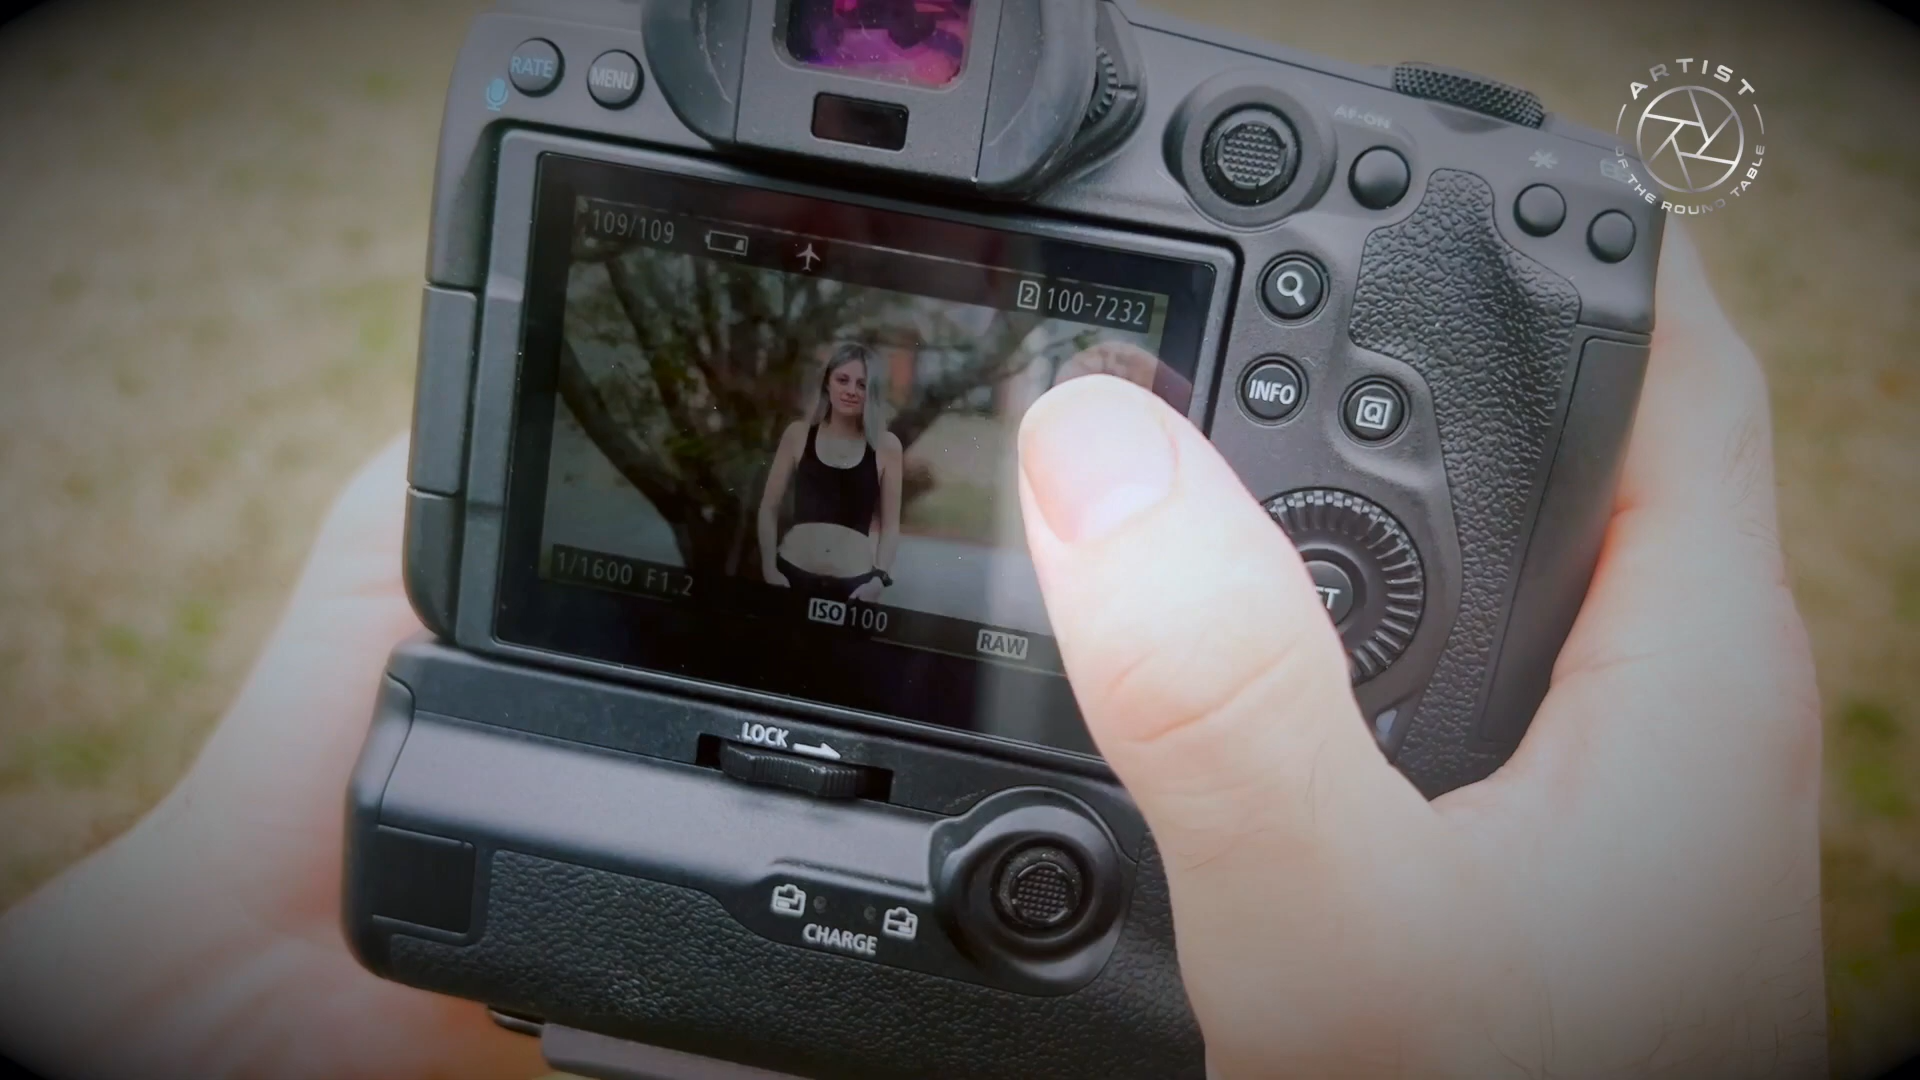 RATE
MENU
AF-ON
ARTIST
OF THE ROUND TABLE
109/109
2 100-7232
INFO
Q
1/1600 F1.2
ISO 100
RAW
LOCK
CHARGE